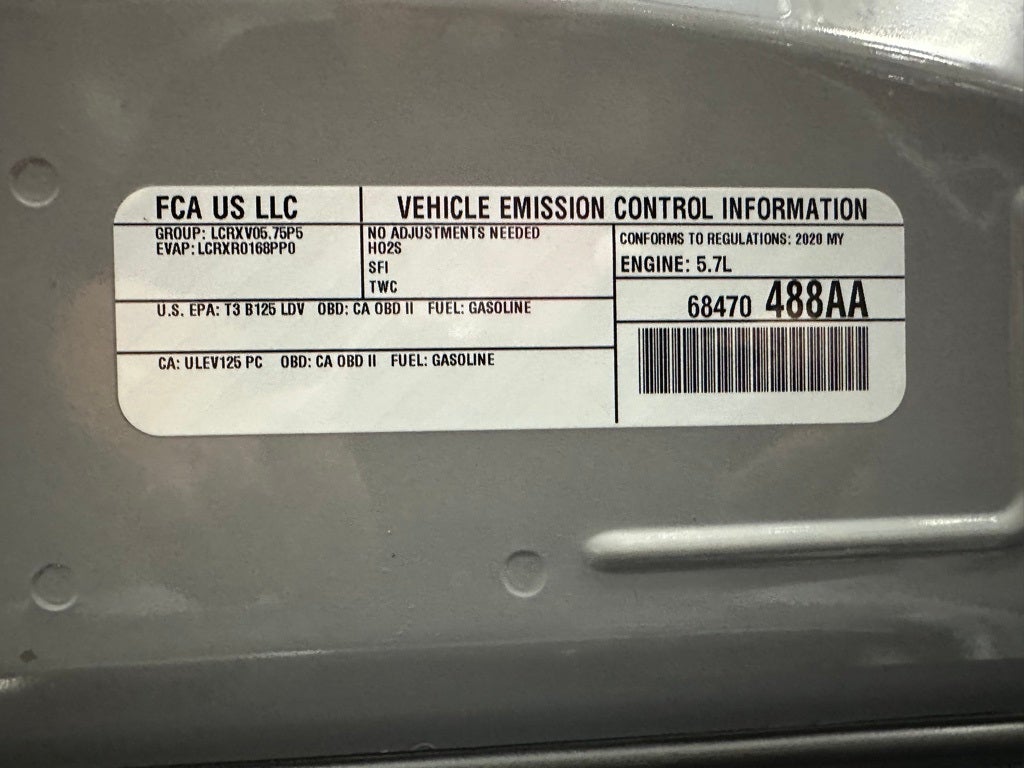 FCA US LLC
VEHICLE EMISSION CONTROL INFORMATION
GROUP: LCRXV05.75P5
EVAP: LCRXR0168PP0
NO ADJUSTMENTS NEEDED
HO2S
SFI
TWC
CONFORMS TO REGULATIONS: 2020 MY
ENGINE: 5.7L
68470 488AA
U.S. EPA: T3 B125 LDV OBD: CA OBD II FUEL: GASOLINE
CA: ULEV125 PC OBD: CA OBD II FUEL: GASOLINE